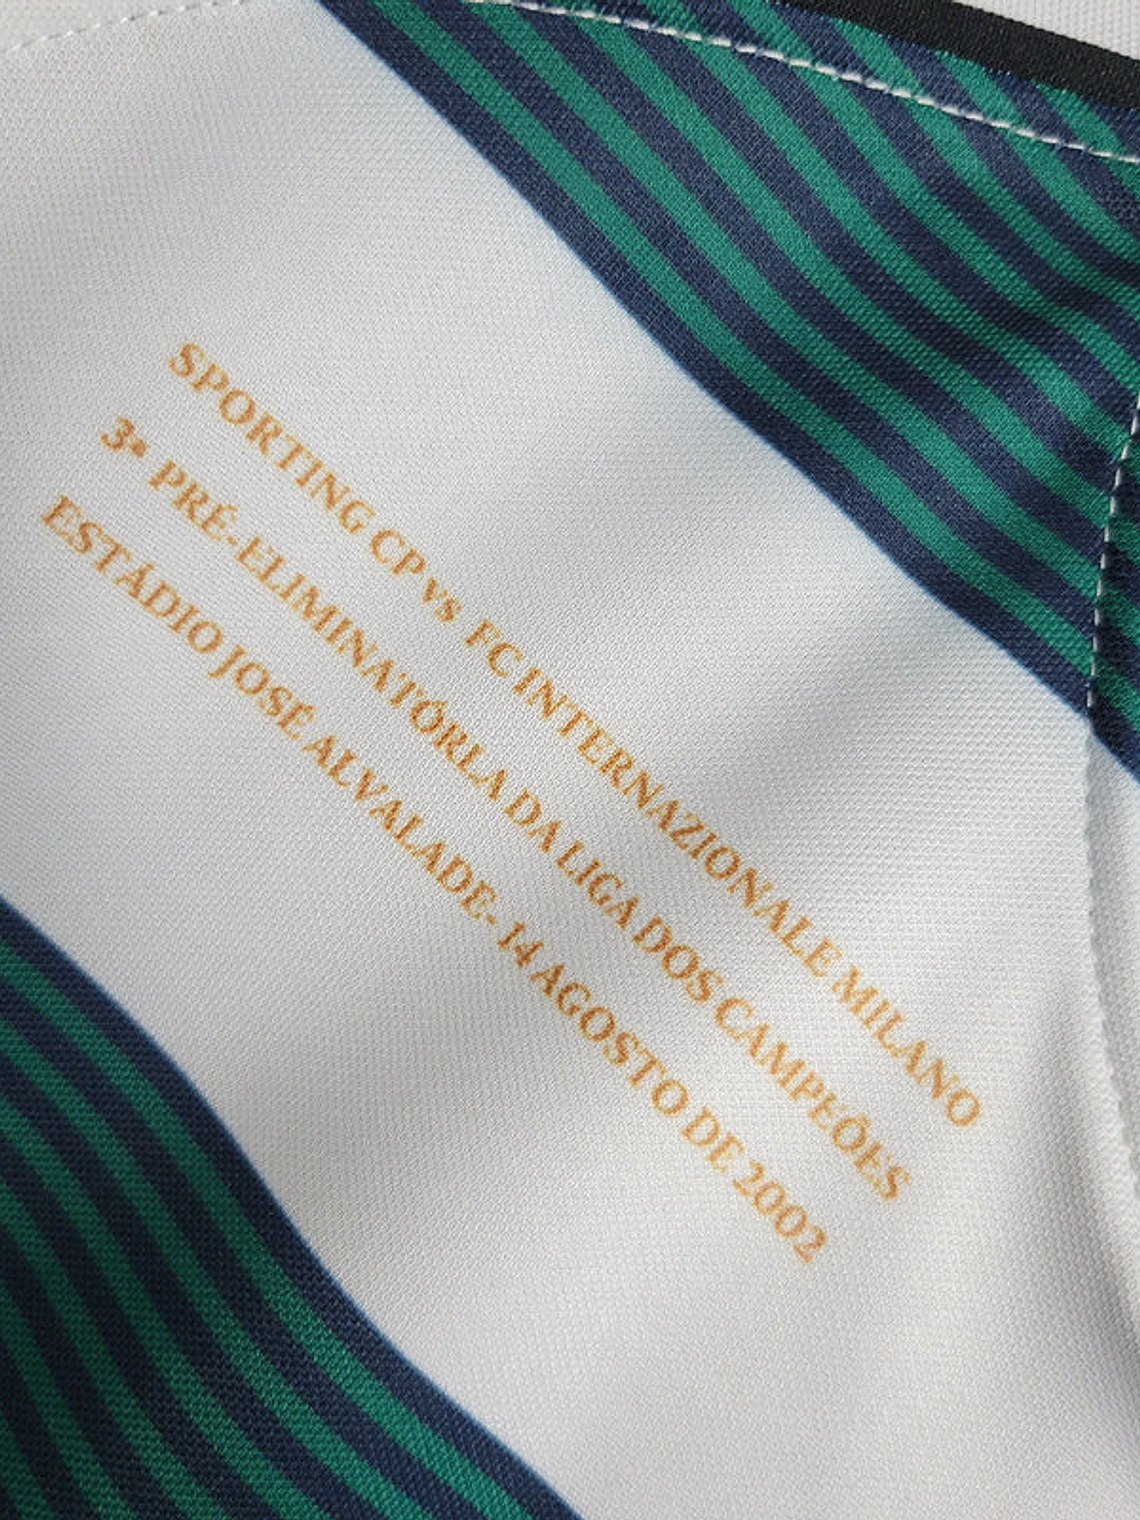 SPORTING CP vs FC INTERNAZIONALE MILANO
3ª PRÉ-ELIMINATÓRIA DA LIGA DOS CAMPEÕES
ESTÁDIO JOSÉ ALVALADE- 14 AGOSTO DE 2002